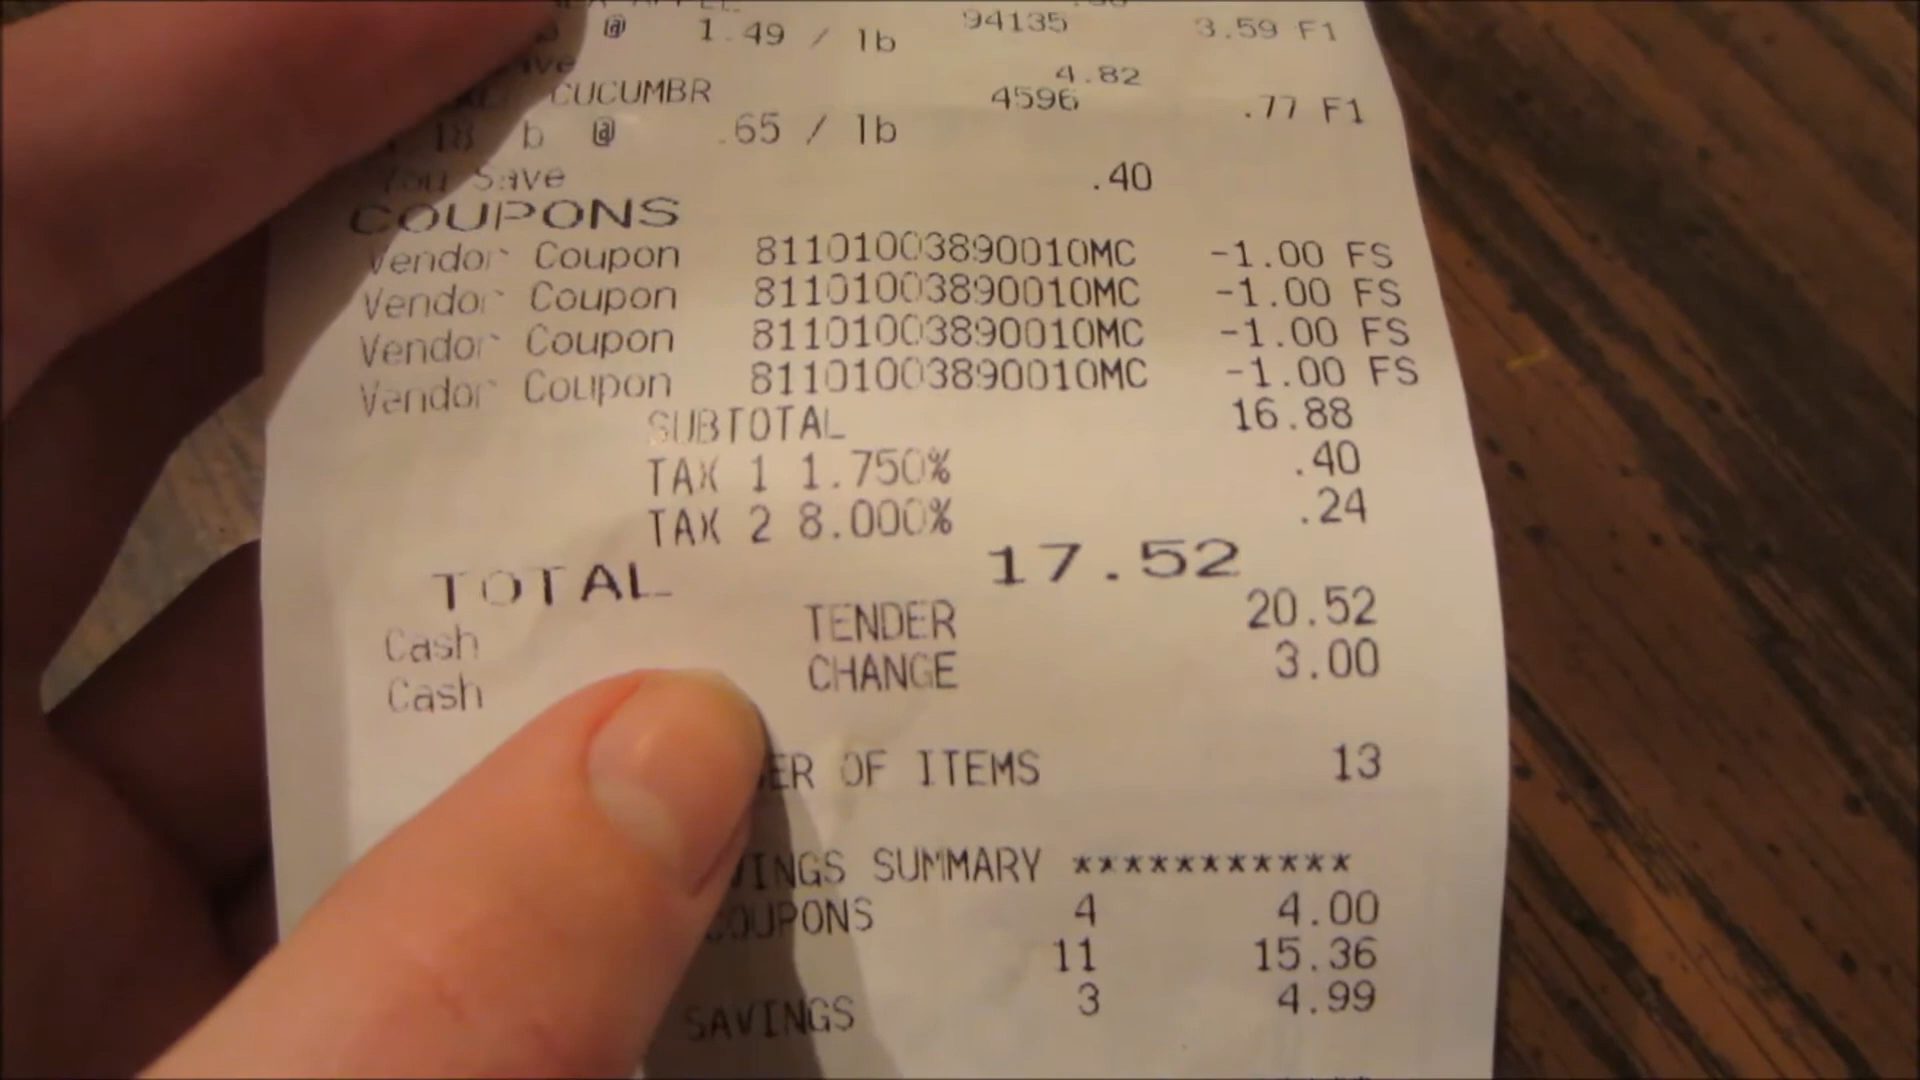 @ 1.49 / lb 94135 3.59 F1
4.82
CUCUMBR 4596 .77 F1
18 b @ .65 / lb
You Save .40
COUPONS
Vendor Coupon 81101003890010MC -1.00 FS
Vendor Coupon 81101003890010MC -1.00 FS
Vendor Coupon 81101003890010MC -1.00 FS
Vendor Coupon 81101003890010MC -1.00 FS
SUBTOTAL 16.88
TAX 1 1.750% .40
TAX 2 8.000% .24
TOTAL 17.52
Cash TENDER 20.52
Cash CHANGE 3.00
ER OF ITEMS 13
VINGS SUMMARY ***********
COUPONS 4 4.00
11 15.36
SAVINGS 3 4.99